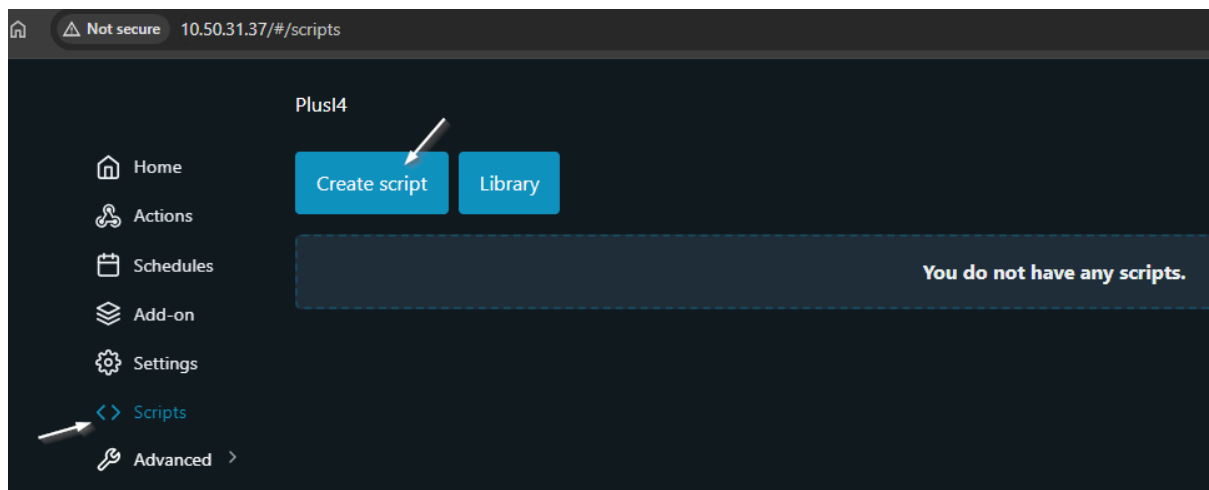 Not secure 10.50.31.37/#/scripts
PlusI4
Home
Create script Library
Actions
Schedules
You do not have any scripts.
Add-on
Settings
Scripts
Advanced